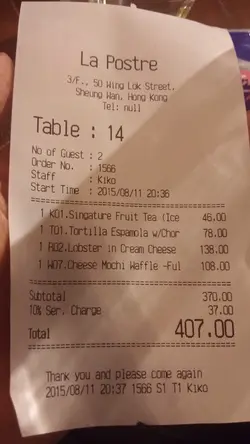 La Postre
3/F., 50 Wing Lok Street,
Sheung Wan, Hong Kong
Tel: null
Table : 14
No of Guest : 2
Order No. : 1566
Staff : Kiko
Start Time : 2015/08/11 20:36
1 K01.Singature Fruit Tea (Ice 46.00
1 T01.Tortilla Espamola w/Chor 78.00
1 R02.Lobster in Cream Cheese 138.00
1 W07.Cheese Mochi Waffle -Ful 108.00
Subtotal 370.00
10% Ser. Charge 37.00
Total 407.00
Thank you and please come again
2015/08/11 20:37 1566 S1 T1 Kiko